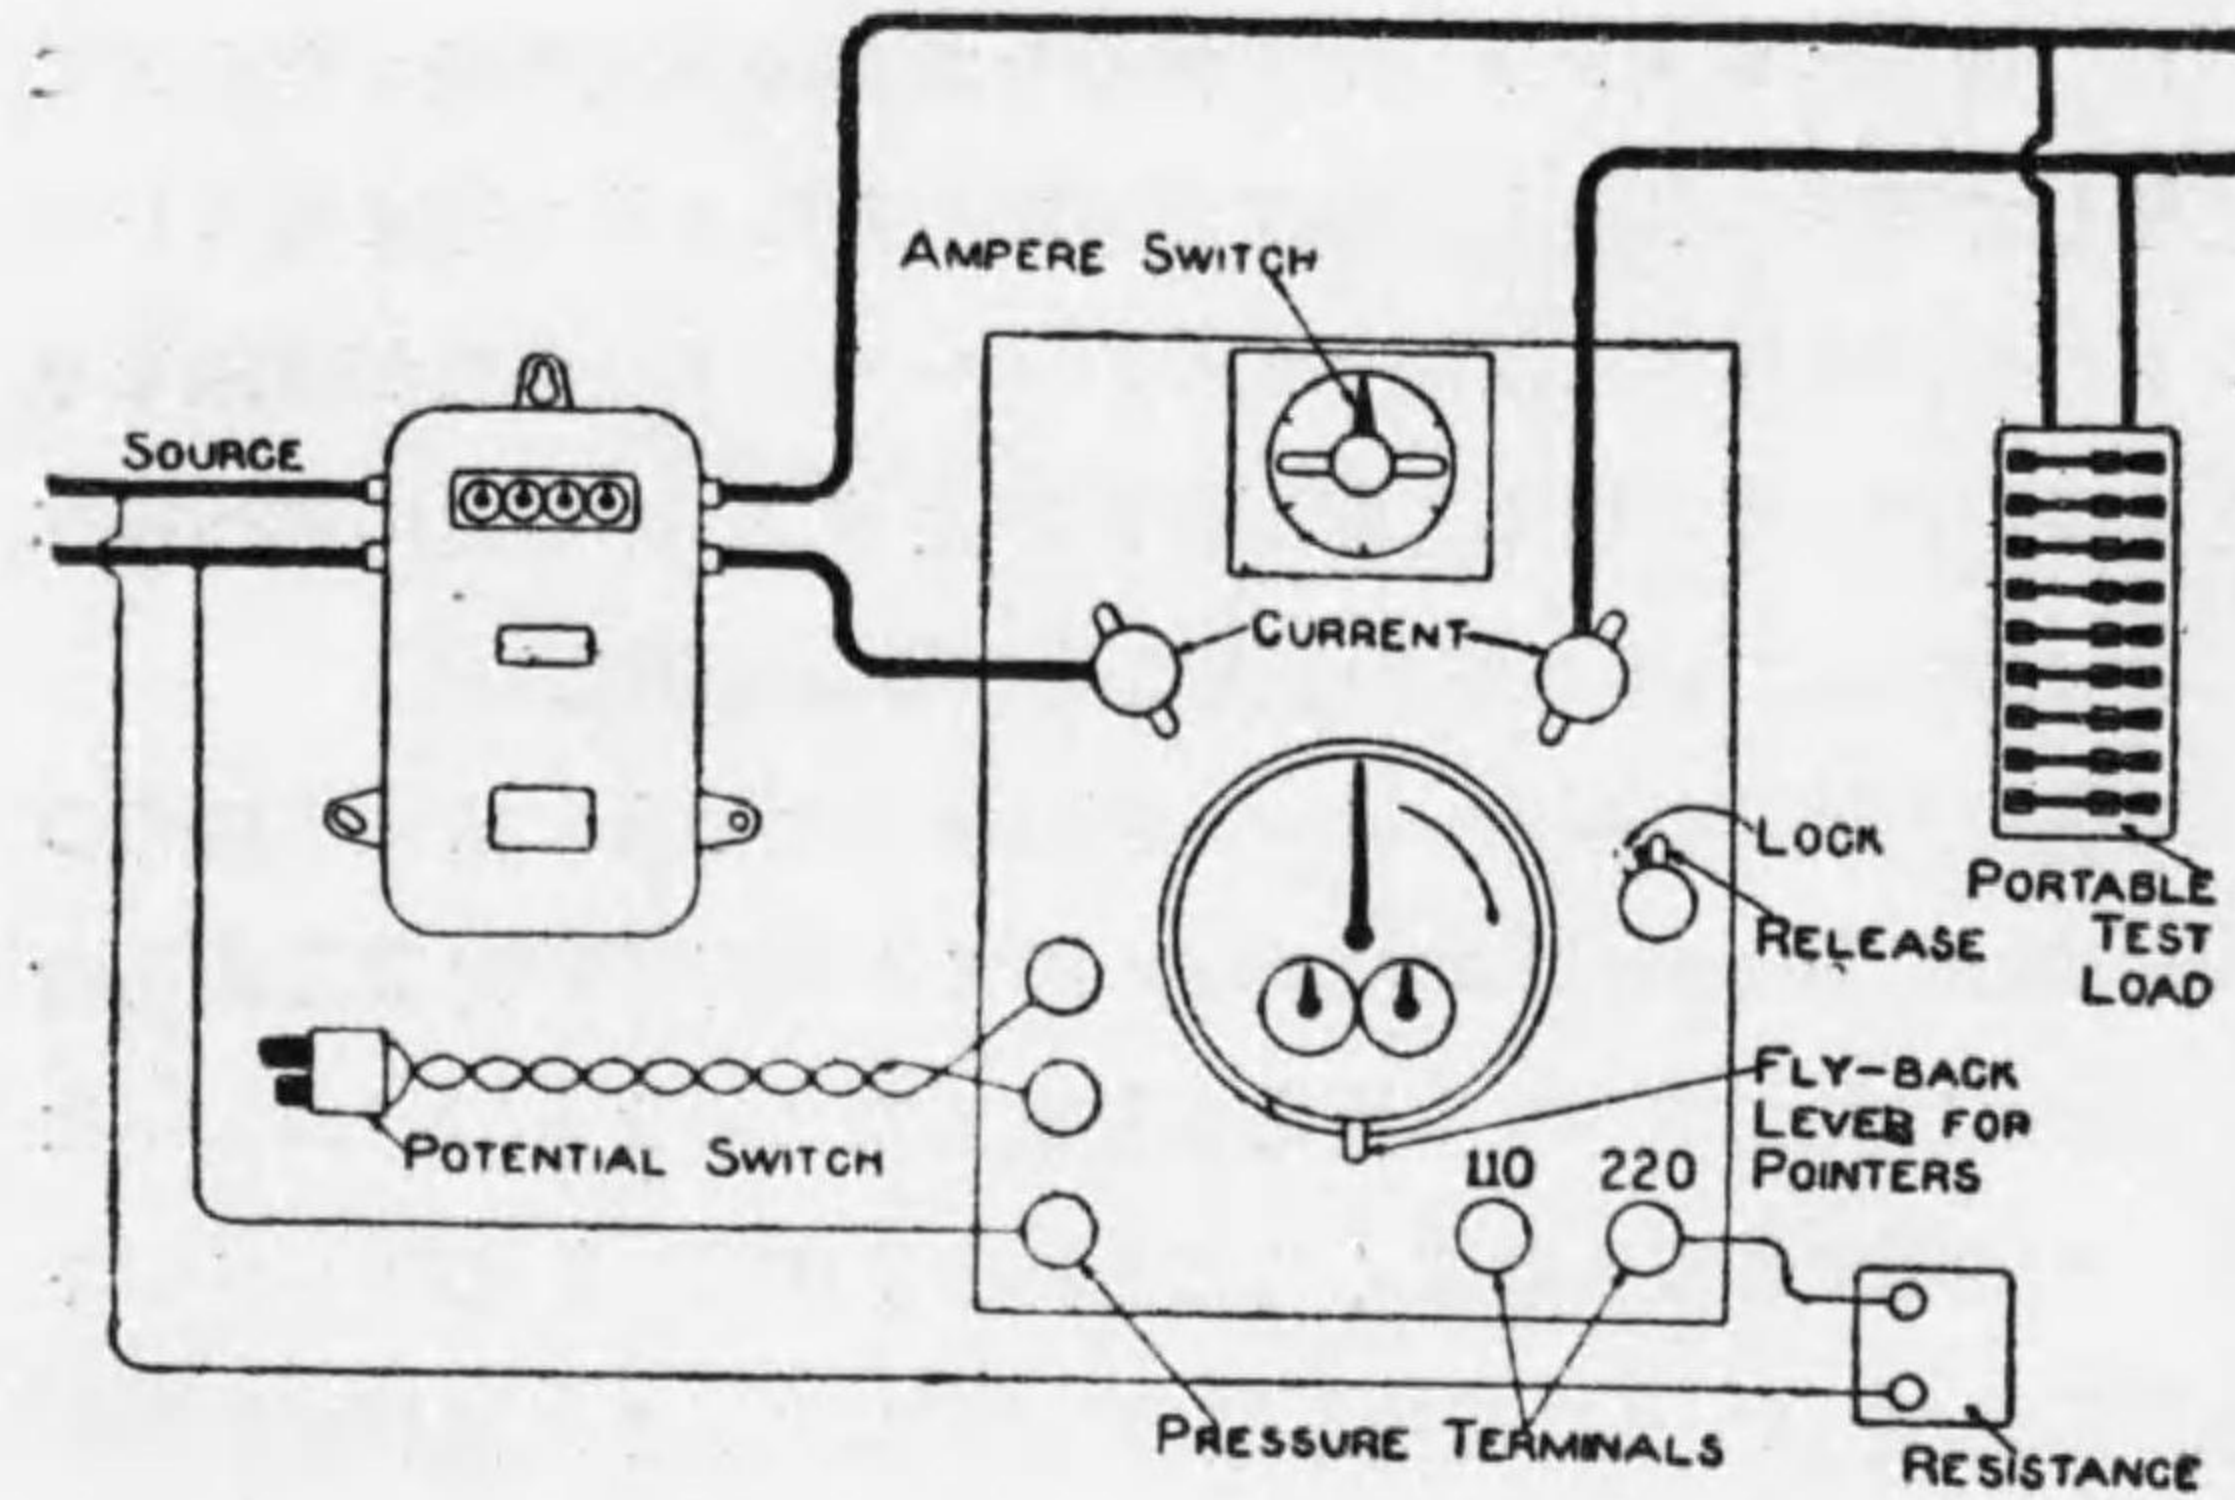 AMPERE SWITCH
SOURCE
CURRENT
LOCK
RELEASE
PORTABLE
TEST
LOAD
POTENTIAL SWITCH
FLY-BACK
LEVER FOR
POINTERS
110
220
PRESSURE TERMINALS
RESISTANCE